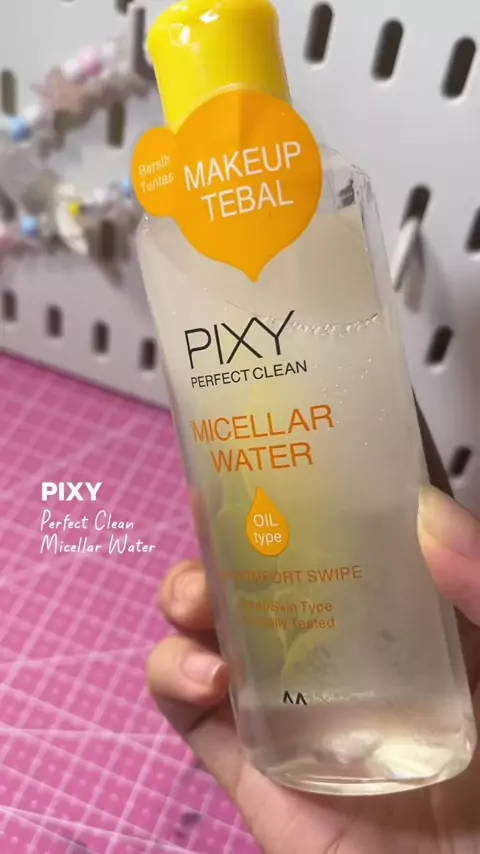 Bersih
Tuntas
MAKEUP
TEBAL
PIXY
PERFECT CLEAN
MICELLAR
WATER
OIL
type
COMFORT SWIPE
Skin Type
Tested
PIXY
Perfect Clean
Micellar Water